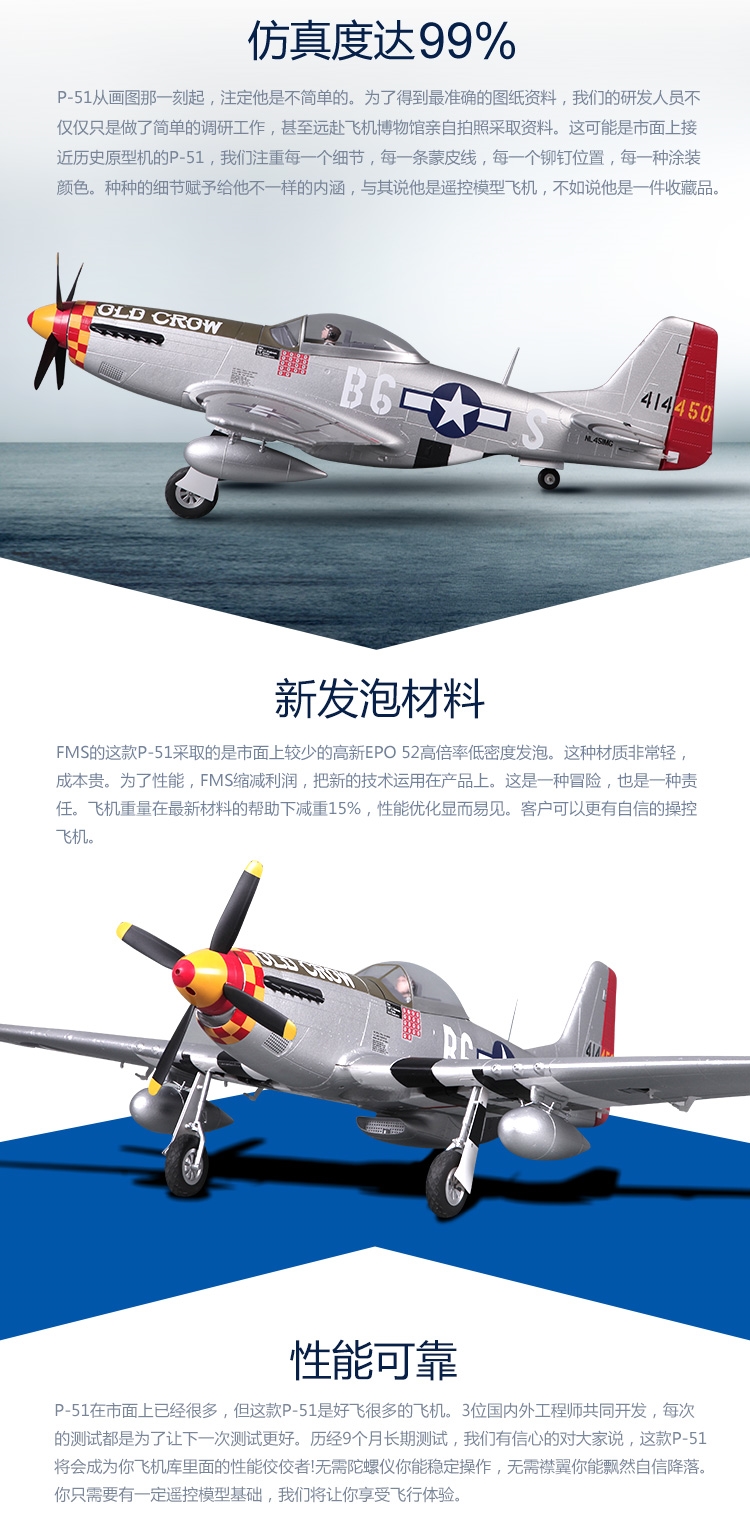 仿真度达99%
P-51从画图那一刻起，注定他是不简单的。为了得到最准确的图纸资料，我们的研发人员不
仅仅只是做了简单的调研工作，甚至远赴飞机博物馆亲自拍照采取资料。这可能是市面上接
近历史原型机的P-51，我们注重每一个细节，每一条蒙皮线，每一个铆钉位置，每一种涂装
颜色。种种的细节赋予给他不一样的内涵，与其说他是遥控模型飞机，不如说他是一件收藏品。
OLD CROW
B6
S
414450
NL451MG
新发泡材料
FMS的这款P-51采取的是市面上较少的高新EPO 52高倍率低密度发泡。这种材质非常轻，
成本贵。为了性能，FMS缩减利润，把新的技术运用在产品上。这是一种冒险，也是一种责
任。飞机重量在最新材料的帮助下减重15%，性能优化显而易见。客户可以更有自信的操控
飞机。
OLD CROW
B6
414
性能可靠
P-51在市面上已经很多，但这款P-51是好飞很多的飞机。3位国内外工程师共同开发，每次
的测试都是为了让下一次测试更好。历经9个月长期测试，我们有信心的对大家说，这款P-51
将会成为你飞机库里面的性能佼佼者!无需陀螺仪你能稳定操作，无需襟翼你能飘然自信降落。
你只需要有一定遥控模型基础，我们将让你享受飞行体验。